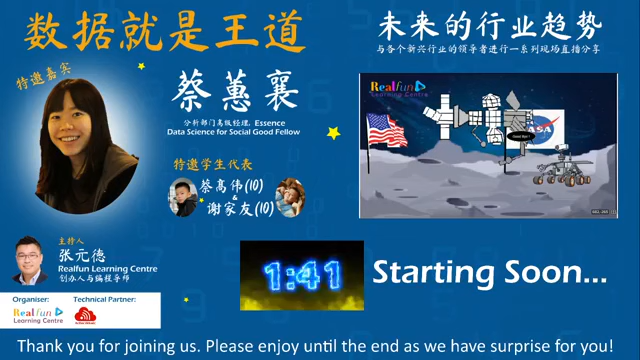 数据就是王道
未来的行业趋势
与各个新兴行业的领导者进行一系列现场直播分享
特邀嘉宾
蔡蕙襄
分析部门高级经理, Essence
Data Science for Social Good Fellow
特邀学生代表
蔡高伟(10)
&
谢家友(10)
Realfun
Learning Centre
NASA
主持人
张元德
Realfun Learning Centre
创办人与编程导师
1:41
Starting Soon...
Organiser:
Technical Partner:
Realfun
Learning Centre
Thank you for joining us. Please enjoy until the end as we have surprise for you!